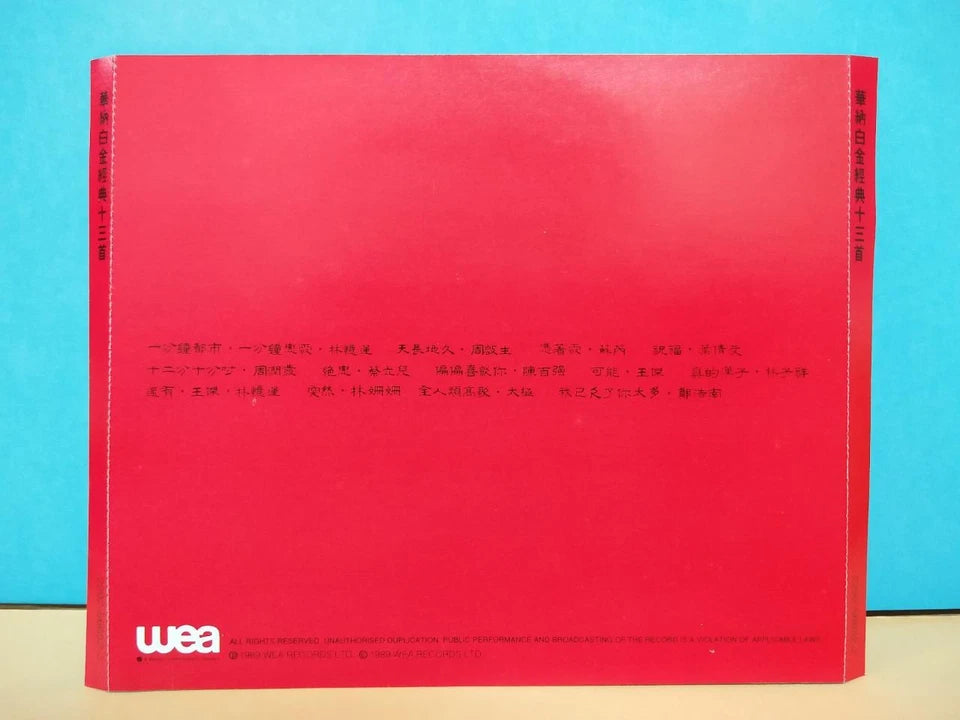 華納白金經典十三首
一分鐘都市・一分鐘戀愛・林憶蓮 天長地久・周啟生 憑著愛・蘇芮 祝福・葉蒨文
十二分十分吋・周潤發 絕戀・蔡立兒 偏偏喜歡你・陳百強 可能・王傑 真的漢子・林子祥
還有・王傑・林憶蓮 突然・林姍姍 全人類高歌・太極 我已愛了你太多・鄭浩南
wea
ALL RIGHTS RESERVED. UNAUTHORISED DUPLICATION, PUBLIC PERFORMANCE AND BROADCASTING OF THE RECORD IS A VIOLATION OF APPLICABLE LAWS
Ⓟ 1989 WEA RECORDS LTD. © 1989 WEA RECORDS LTD.
華納白金經典十三首